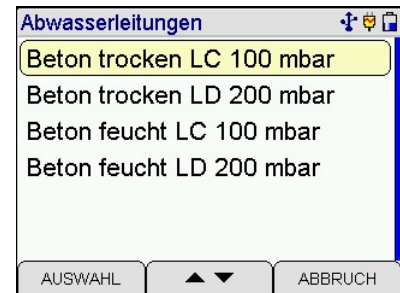 Abwasserleitungen
Beton trocken LC 100 mbar
Beton trocken LD 200 mbar
Beton feucht LC 100 mbar
Beton feucht LD 200 mbar
AUSWAHL ▲ ▼ ABBRUCH